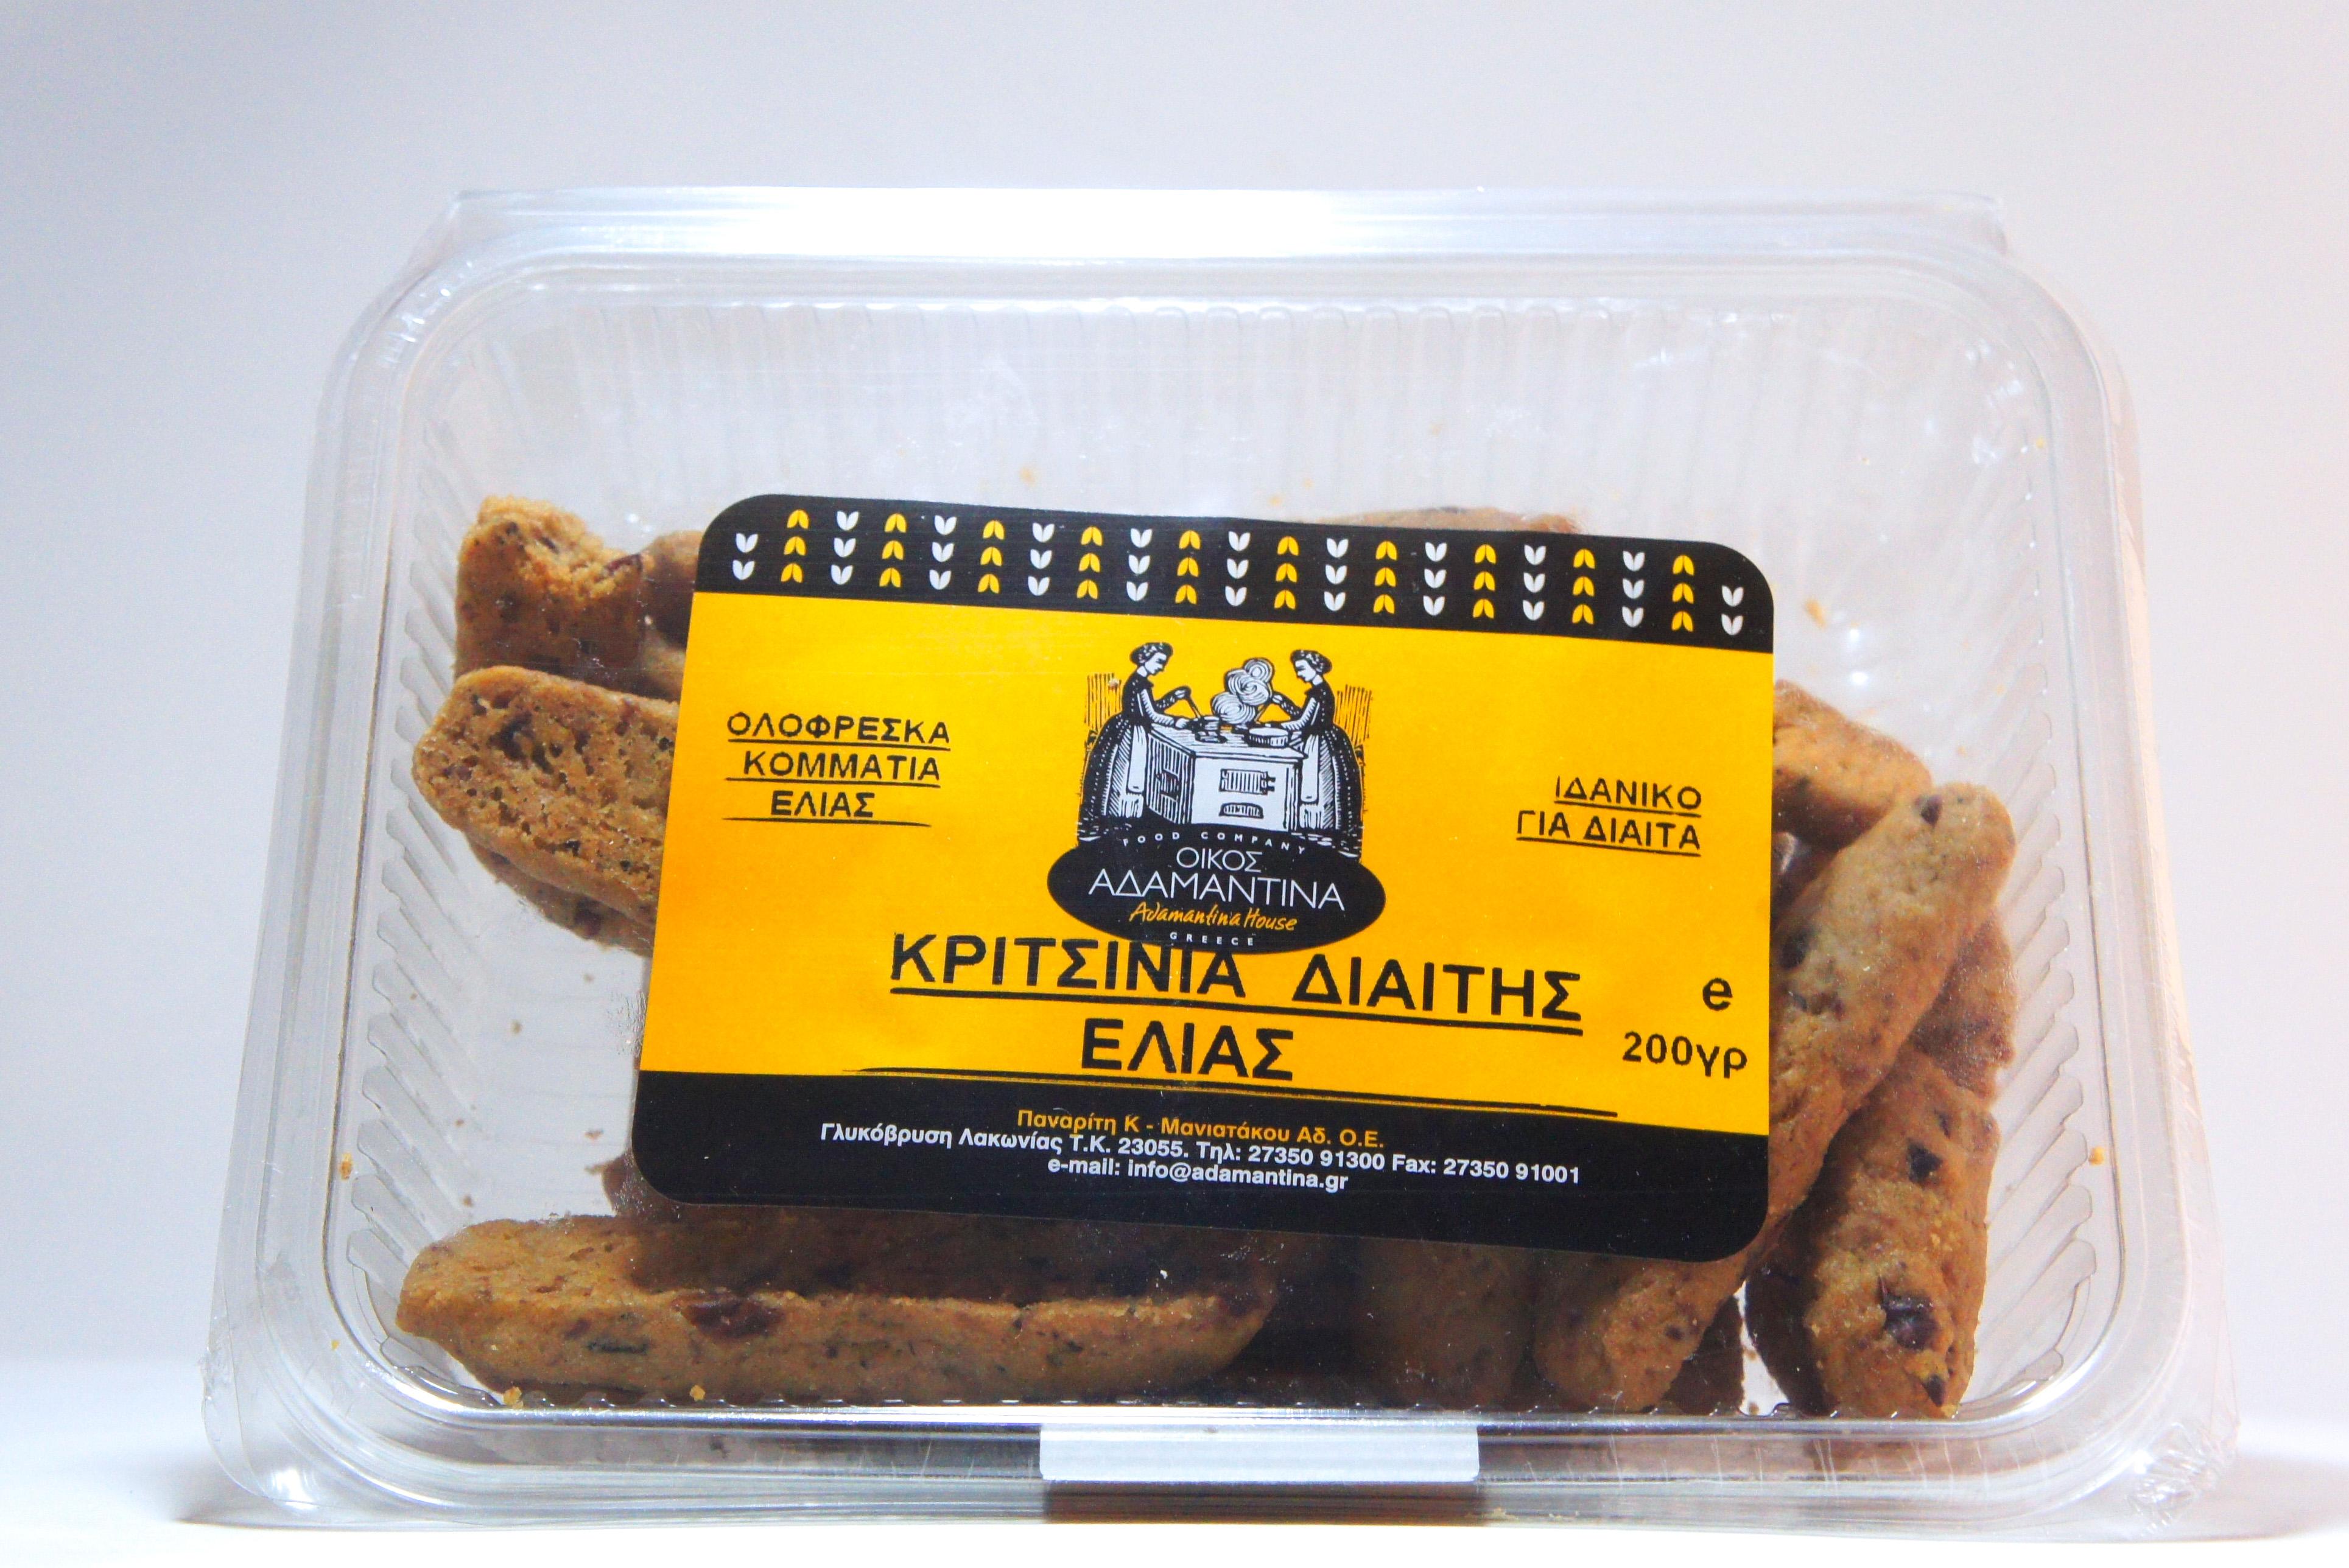 ΟΛΟΦΡΕΣΚΑ
ΚΟΜΜΑΤΙΑ
ΕΛΙΑΣ
ΙΔΑΝΙΚΟ
ΓΙΑ ΔΙΑΙΤΑ
FOOD COMPANY
ΟΙΚΟΣ
ΑΔΑΜΑΝΤΙΝΑ
Adamantina House
GREECE
ΚΡΙΤΣΙΝΙΑ ΔΙΑΙΤΗΣ
ΕΛΙΑΣ
e
200γρ
Παναρίτη Κ - Μανιατάκου Αδ. Ο.Ε.
Γλυκόβρυση Λακωνίας Τ.Κ. 23055. Τηλ: 27350 91300 Fax: 27350 91001
e-mail: info@adamantina.gr